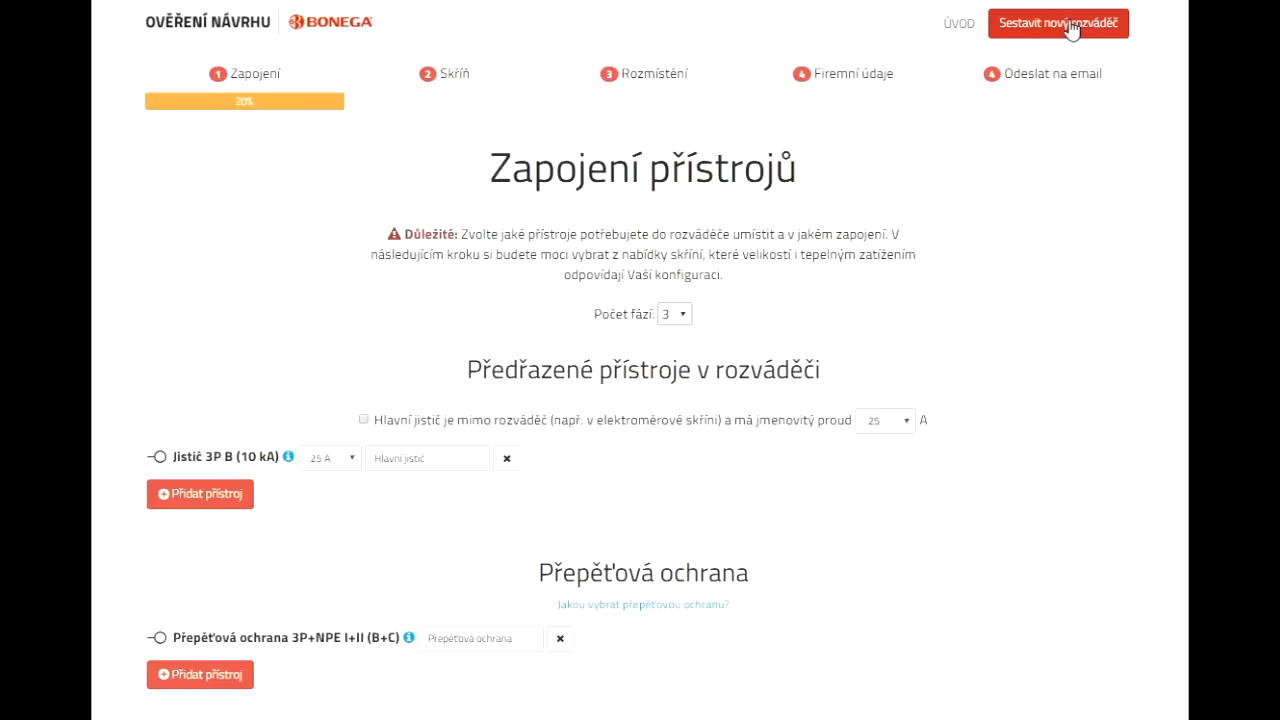 OVĚŘENÍ NÁVRHU BONEGA ÚVOD Sestavit nový rozváděč
1 Zapojení 2 Skříň 3 Rozmístění 4 Firemní údaje 4 Odeslat na email
20%
Zapojení přístrojů
Důležité: Zvolte jaké přístroje potřebujete do rozváděče umístit a v jakém zapojení. V
následujícím kroku si budete moci vybrat z nabídky skříní, které velikostí i tepelným zatížením
odpovídají Vaší konfiguraci.
Počet fází: 3
Předřazené přístroje v rozváděči
Hlavní jistič je mimo rozváděč (např. v elektroměrové skříni) a má jmenovitý proud 25 A
Jistič 3P B (10 kA) 25 A Hlavní jistič
Přidat přístroj
Přepěťová ochrana
Jakou vybrat přepěťovou ochranu?
Přepěťová ochrana 3P+NPE I+II (B+C) Přepěťová ochrana
Přidat přístroj